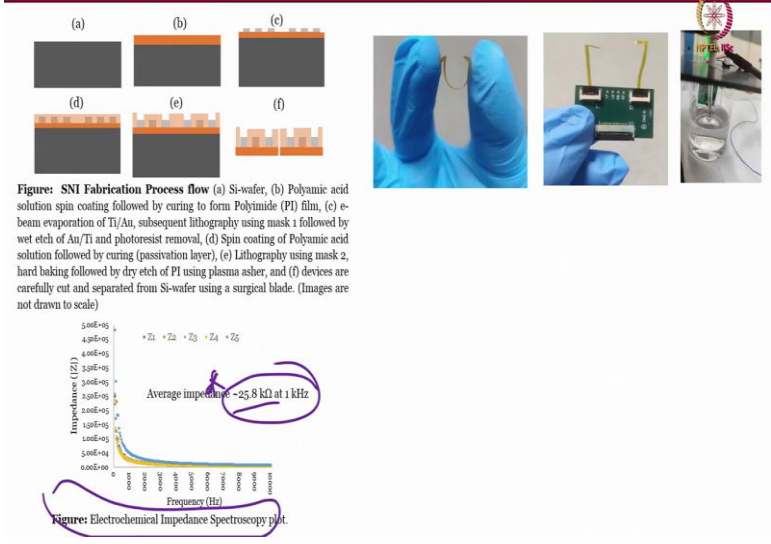 (a)
(b)
(c)
(d)
(e)
(f)
Figure: SNI Fabrication Process flow (a) Si-wafer, (b) Polyamic acid
solution spin coating followed by curing to form Polyimide (PI) film, (c) e-
beam evaporation of Ti/Au, subsequent lithography using mask 1 followed by
wet etch of Au/Ti and photoresist removal, (d) Spin coating of Polyamic acid
solution followed by curing (passivation layer), (e) Lithography using mask 2,
hard baking followed by dry etch of PI using plasma asher, and (f) devices are
carefully cut and separated from Si-wafer using a surgical blade. (Images are
not drawn to scale)
Impedance (|Z|)
5.00E+05
4.50E+05
4.00E+05
3.50E+05
3.00E+05
2.50E+05
2.00E+05
1.50E+05
1.00E+05
5.00E+04
0.00E+00
Z1 Z2 Z3 Z4 Z5
Average impedance ~25.8 kΩ at 1 kHz
0 1000 2000 3000 4000 5000 6000 7000 8000 9000 10000
Frequency (Hz)
Figure: Electrochemical Impedance Spectroscopy plot.